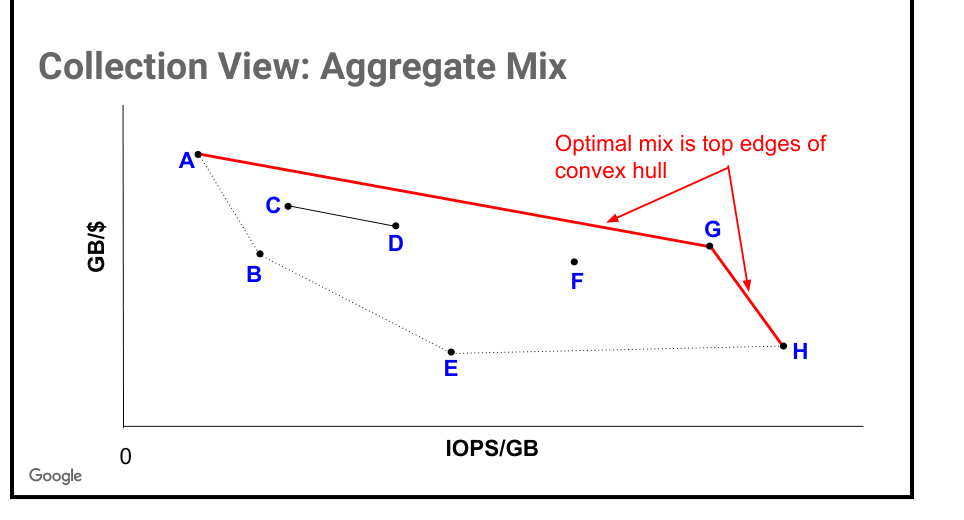 Collection View: Aggregate Mix
Optimal mix is top edges of
convex hull
A
C
G
D
GB/$
B
F
E
H
IOPS/GB
0
Google